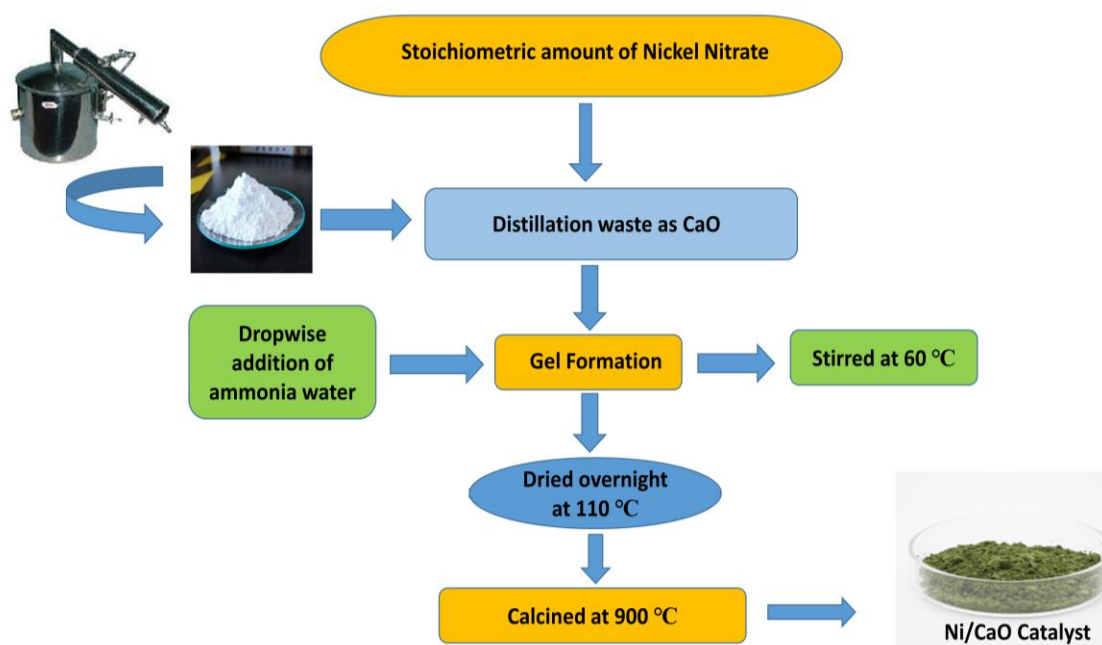 Stoichiometric amount of Nickel Nitrate
Distillation waste as CaO
Dropwise
addition of
ammonia water
Gel Formation
Stirred at 60 ℃
Dried overnight
at 110 ℃
Calcined at 900 ℃
Ni/CaO Catalyst